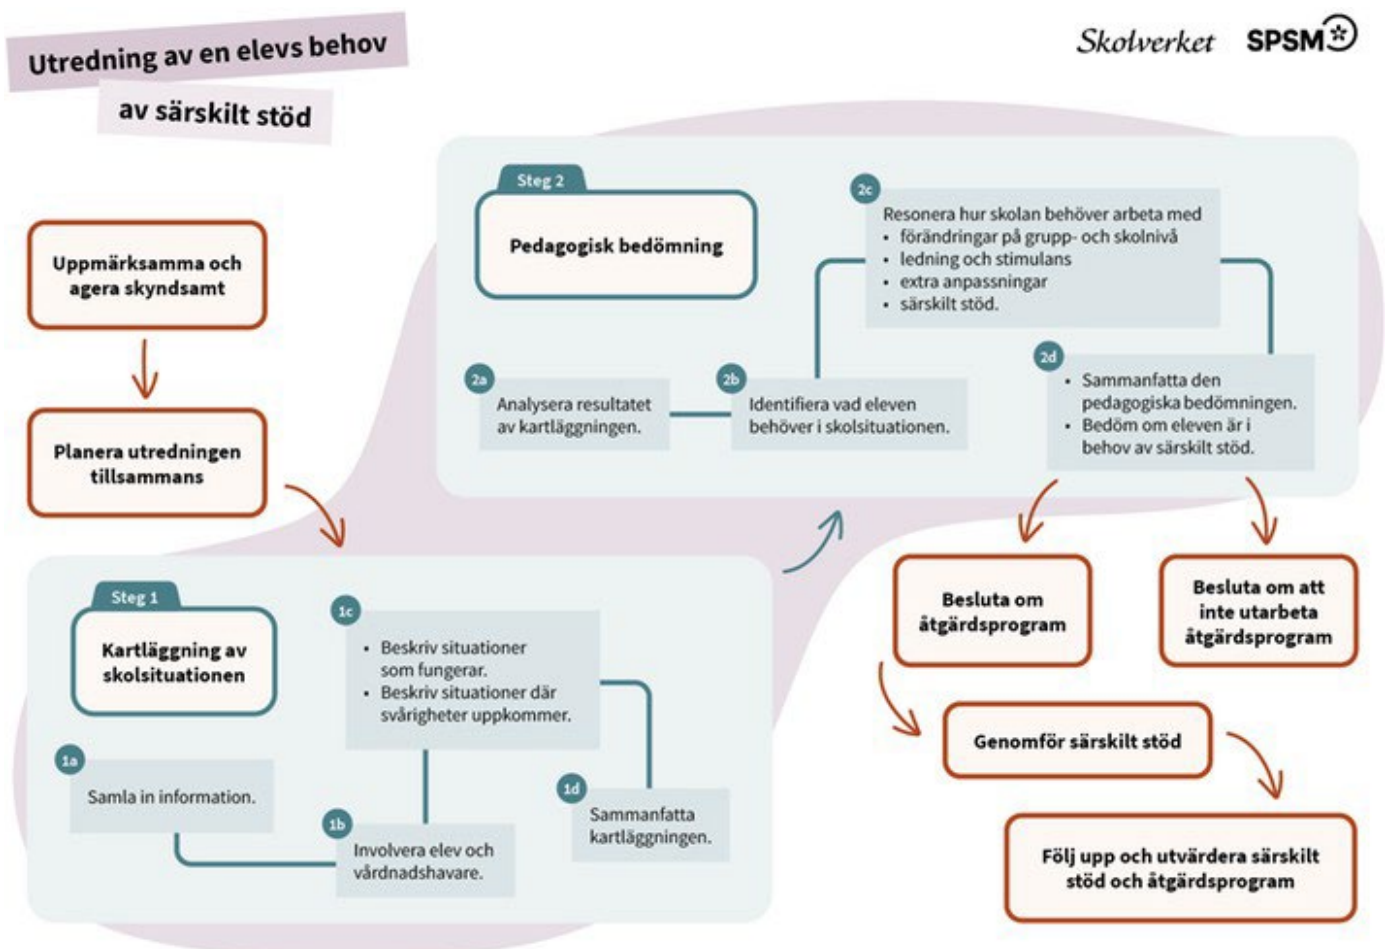 Utredning av en elevs behov
av särskilt stöd
Skolverket
SPSM
Uppmärksamma och
agera skyndsamt
Planera utredningen
tillsammans
Steg 1
Kartläggning av
skolsituationen
1a
Samla in information.
1b
Involvera elev och
vårdnadshavare.
1c
• Beskriv situationer
som fungerar.
• Beskriv situationer där
svårigheter uppkommer.
1d
Sammanfatta
kartläggningen.
Steg 2
Pedagogisk bedömning
2a
Analysera resultatet
av kartläggningen.
2b
Identifiera vad eleven
behöver i skolsituationen.
2c
Resonera hur skolan behöver arbeta med
• förändringar på grupp- och skolnivå
• ledning och stimulans
• extra anpassningar
• särskilt stöd.
2d
• Sammanfatta den
pedagogiska bedömningen.
• Bedöm om eleven är i
behov av särskilt stöd.
Besluta om
åtgärdsprogram
Besluta om att
inte utarbeta
åtgärdsprogram
Genomför särskilt stöd
Följ upp och utvärdera särskilt
stöd och åtgärdsprogram